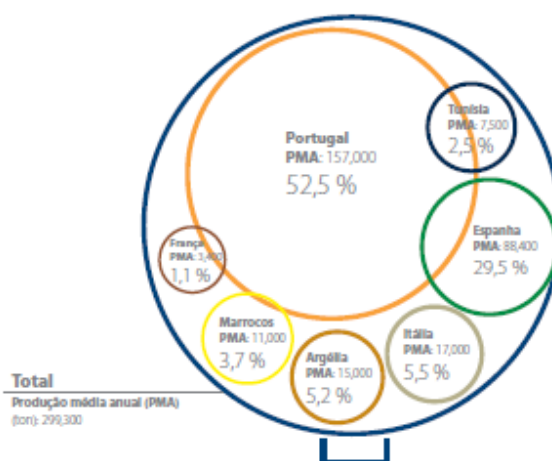 Portugal
PMA: 157,000
52,5 %
Tunísia
PMA: 7,500
2,5 %
Espanha
PMA: 88,400
29,5 %
França
PMA: 3,400
1,1 %
Marrocos
PMA: 11,000
3,7 %
Argélia
PMA: 15,000
5,2 %
Itália
PMA: 17,000
5,5 %
Total
Produção média anual (PMA)
(ton): 299,300